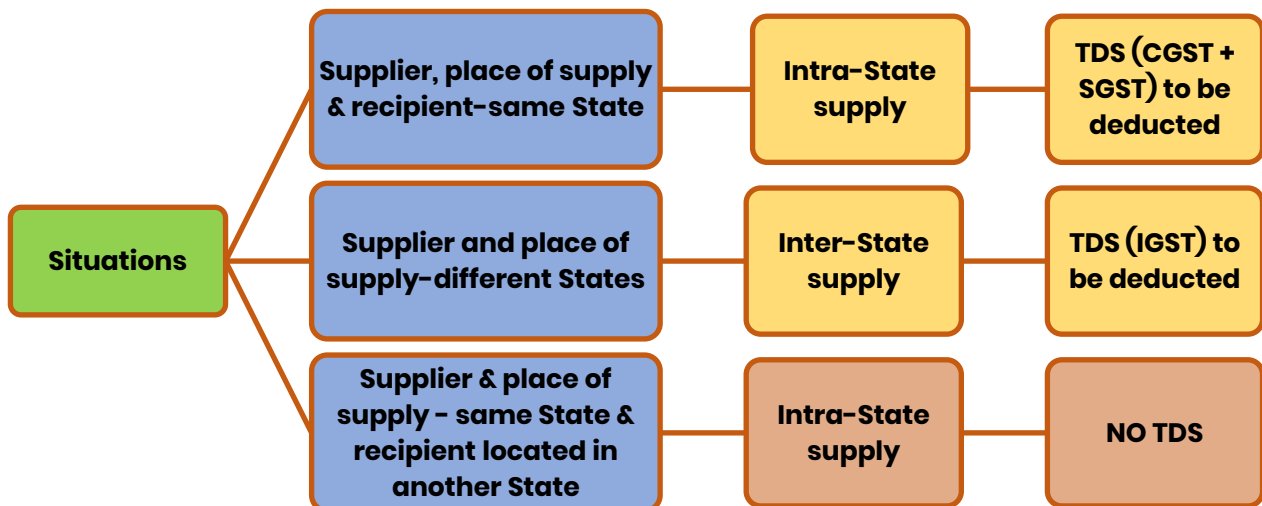 Situations
Supplier, place of supply
& recipient-same State
Intra-State
supply
TDS (CGST +
SGST) to be
deducted
Supplier and place of
supply-different States
Inter-State
supply
TDS (IGST) to
be deducted
Supplier & place of
supply - same State &
recipient located in
another State
Intra-State
supply
NO TDS